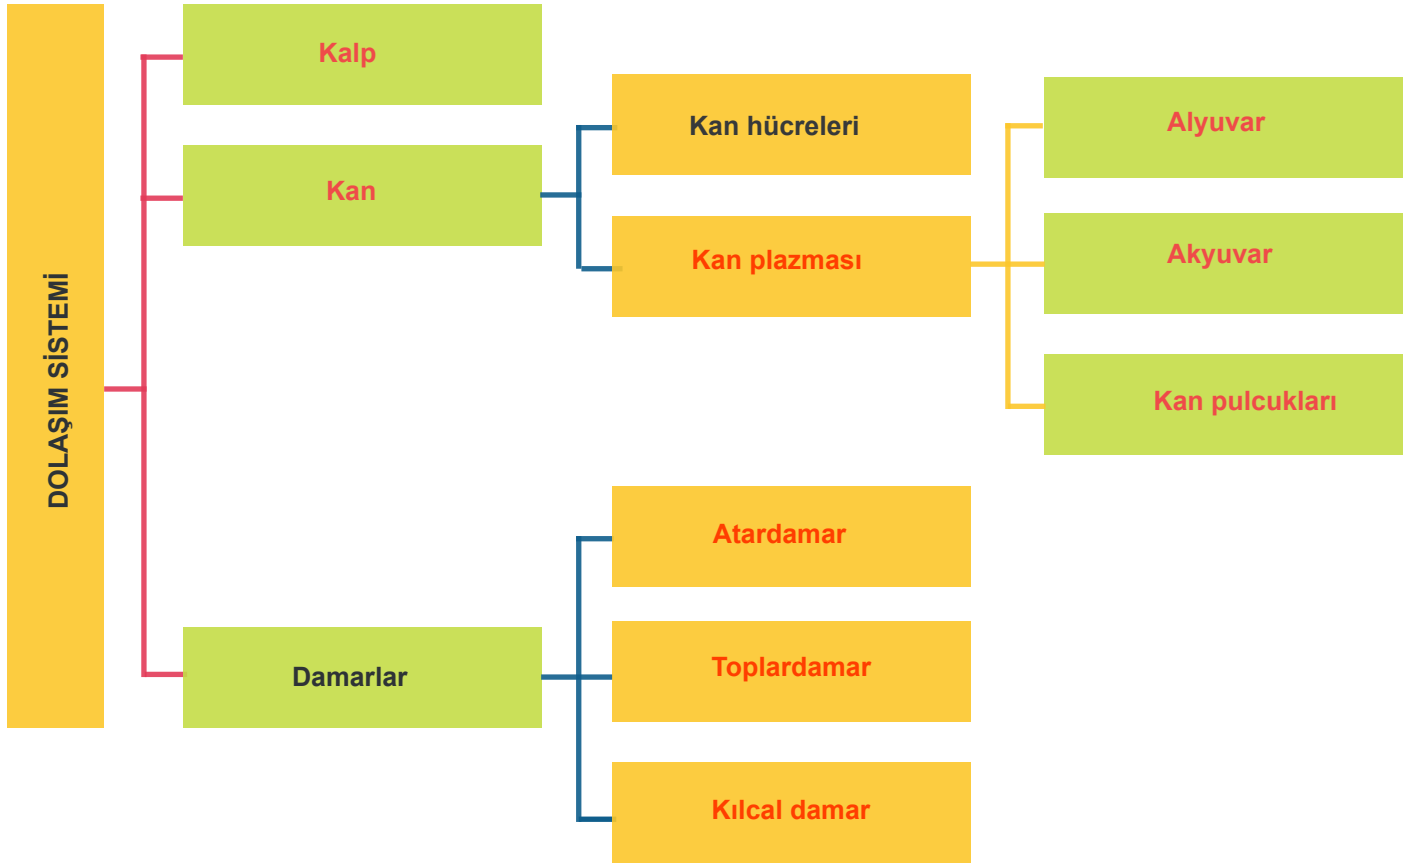 DOLAŞIM SİSTEMİ
Kalp
Kan
Kan hücreleri
Kan plazması
Alyuvar
Akyuvar
Kan pulcukları
Damarlar
Atardamar
Toplardamar
Kılcal damar